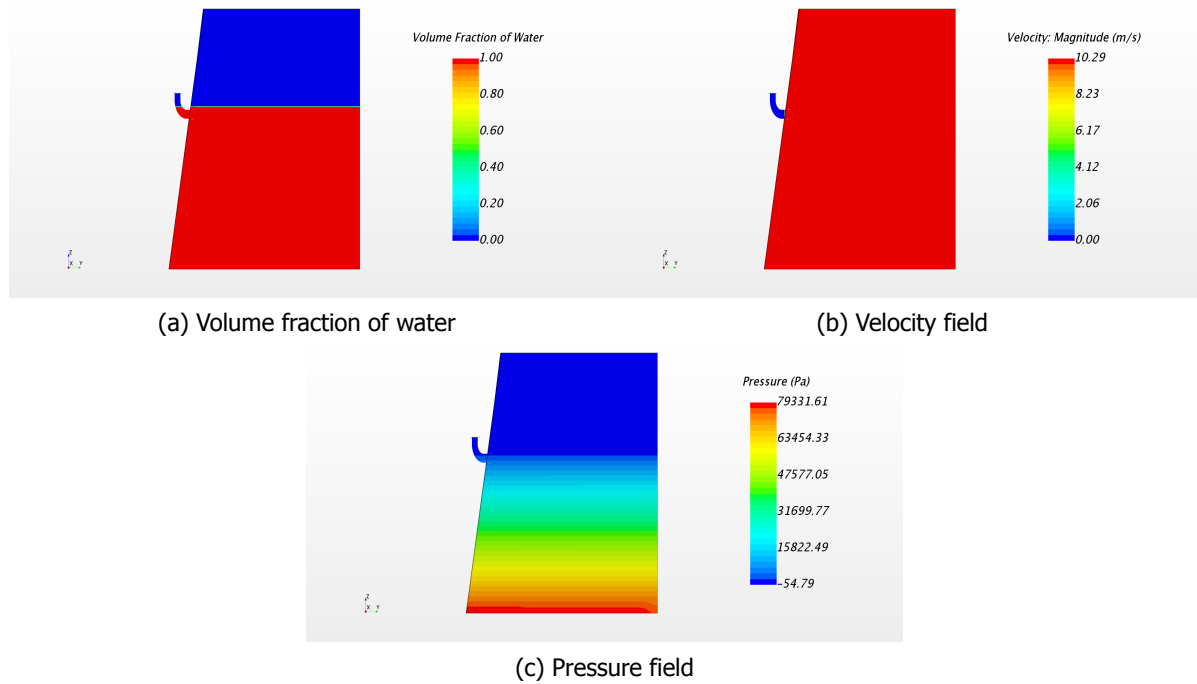 Volume Fraction of Water
1.00
0.80
0.60
0.40
0.20
0.00
Z
X Y
(a) Volume fraction of water
Velocity: Magnitude (m/s)
10.29
8.23
6.17
4.12
2.06
0.00
Z
X Y
(b) Velocity field
Pressure (Pa)
79331.61
63454.33
47577.05
31699.77
15822.49
-54.79
Z
X Y
(c) Pressure field